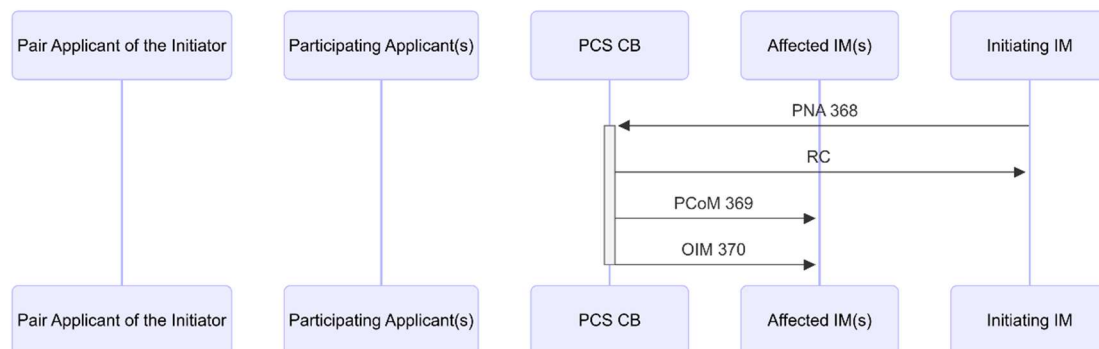 Pair Applicant of the Initiator
Participating Applicant(s)
PCS CB
Affected IM(s)
Initiating IM
PNA 368
RC
PCoM 369
OIM 370
Pair Applicant of the Initiator
Participating Applicant(s)
PCS CB
Affected IM(s)
Initiating IM